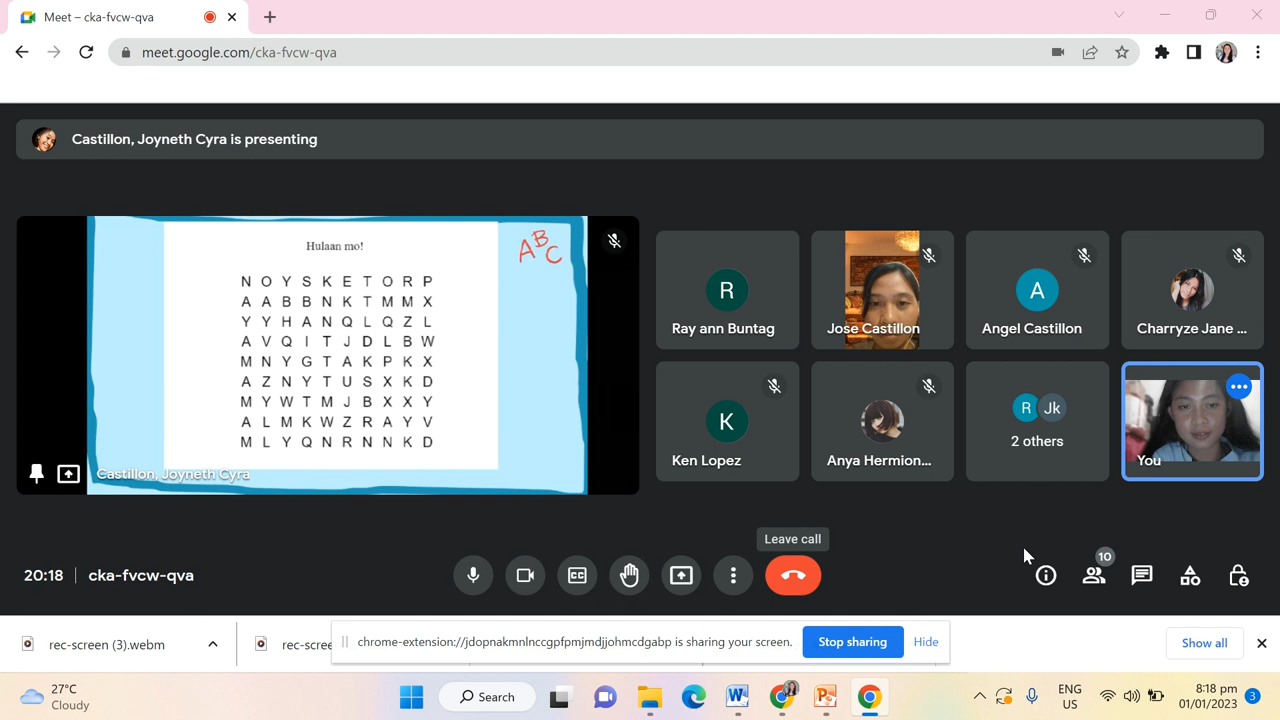 Meet – cka-fvcw-qva
meet.google.com/cka-fvcw-qva
Castillon, Joyneth Cyra is presenting
Hulaan mo!
ABC
N O Y S K E T O R P
A A B B N K T M M X
Y Y H A N Q L Q Z L
A V Q I T J D L B W
M N Y G T A K P K X
A Z N Y T U S X K D
M Y W T M J B X X Y
A L M K W Z R A Y V
M L Y Q N R N N K D
Castillon, Joyneth Cyra
R
Ray ann Buntag
Jose Castillon
A
Angel Castillon
Charryze Jane ...
K
Ken Lopez
Anya Hermion...
R Jk
2 others
You
Leave call
20:18 | cka-fvcw-qva
10
rec-screen (3).webm
rec-scree
chrome-extension://jdopnakmnlnccgpfpmjmdjjohmcdgabp is sharing your screen.
Stop sharing
Hide
Show all
27°C
Cloudy
Search
ENG
US
8:18 pm
01/01/2023
3